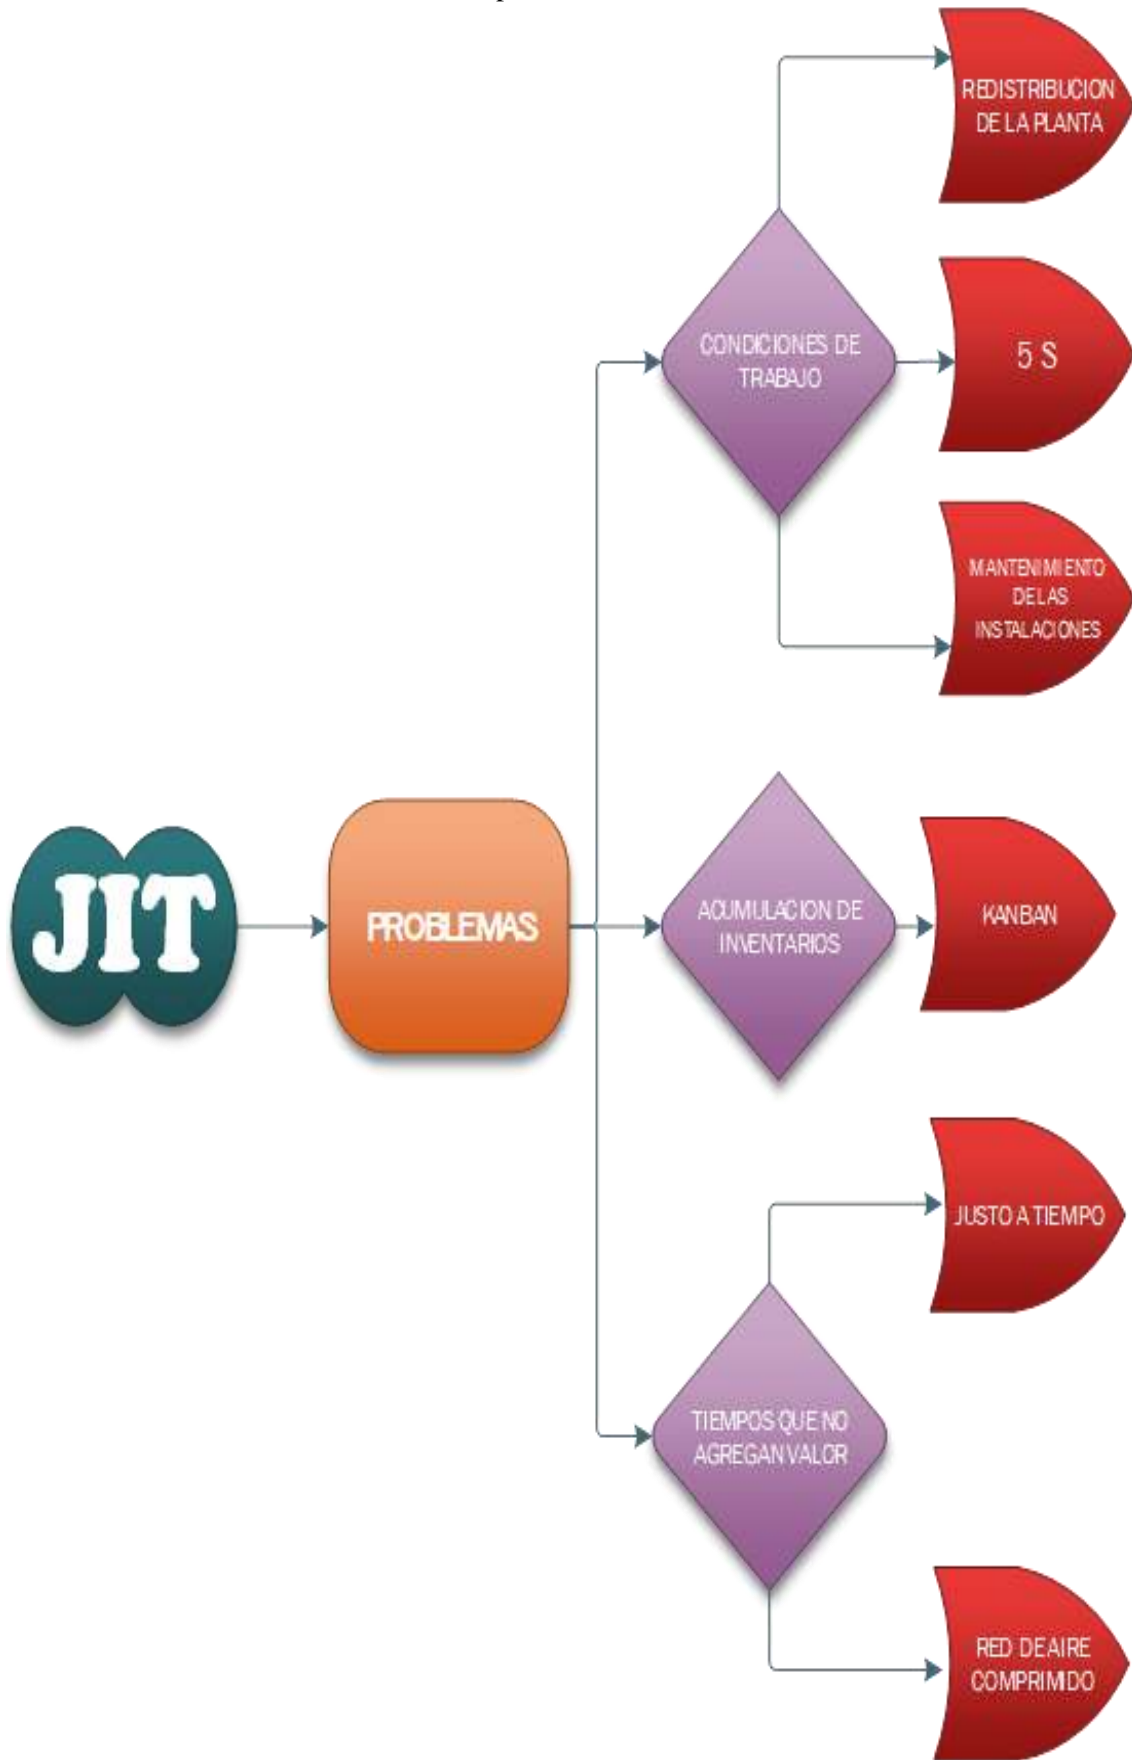 REDISTRIBUCION
DE LA PLANTA
CONDICIONES DE
TRABAJO
5 S
MANTENIMIENTO
DE LAS
INSTALACIONES
JIT
PROBLEMAS
ACUMULACION DE
INVENTARIOS
KANBAN
JUSTO A TIEMPO
TIEMPOS QUE NO
AGREGAN VALOR
RED DE AIRE
COMPRIMIDO